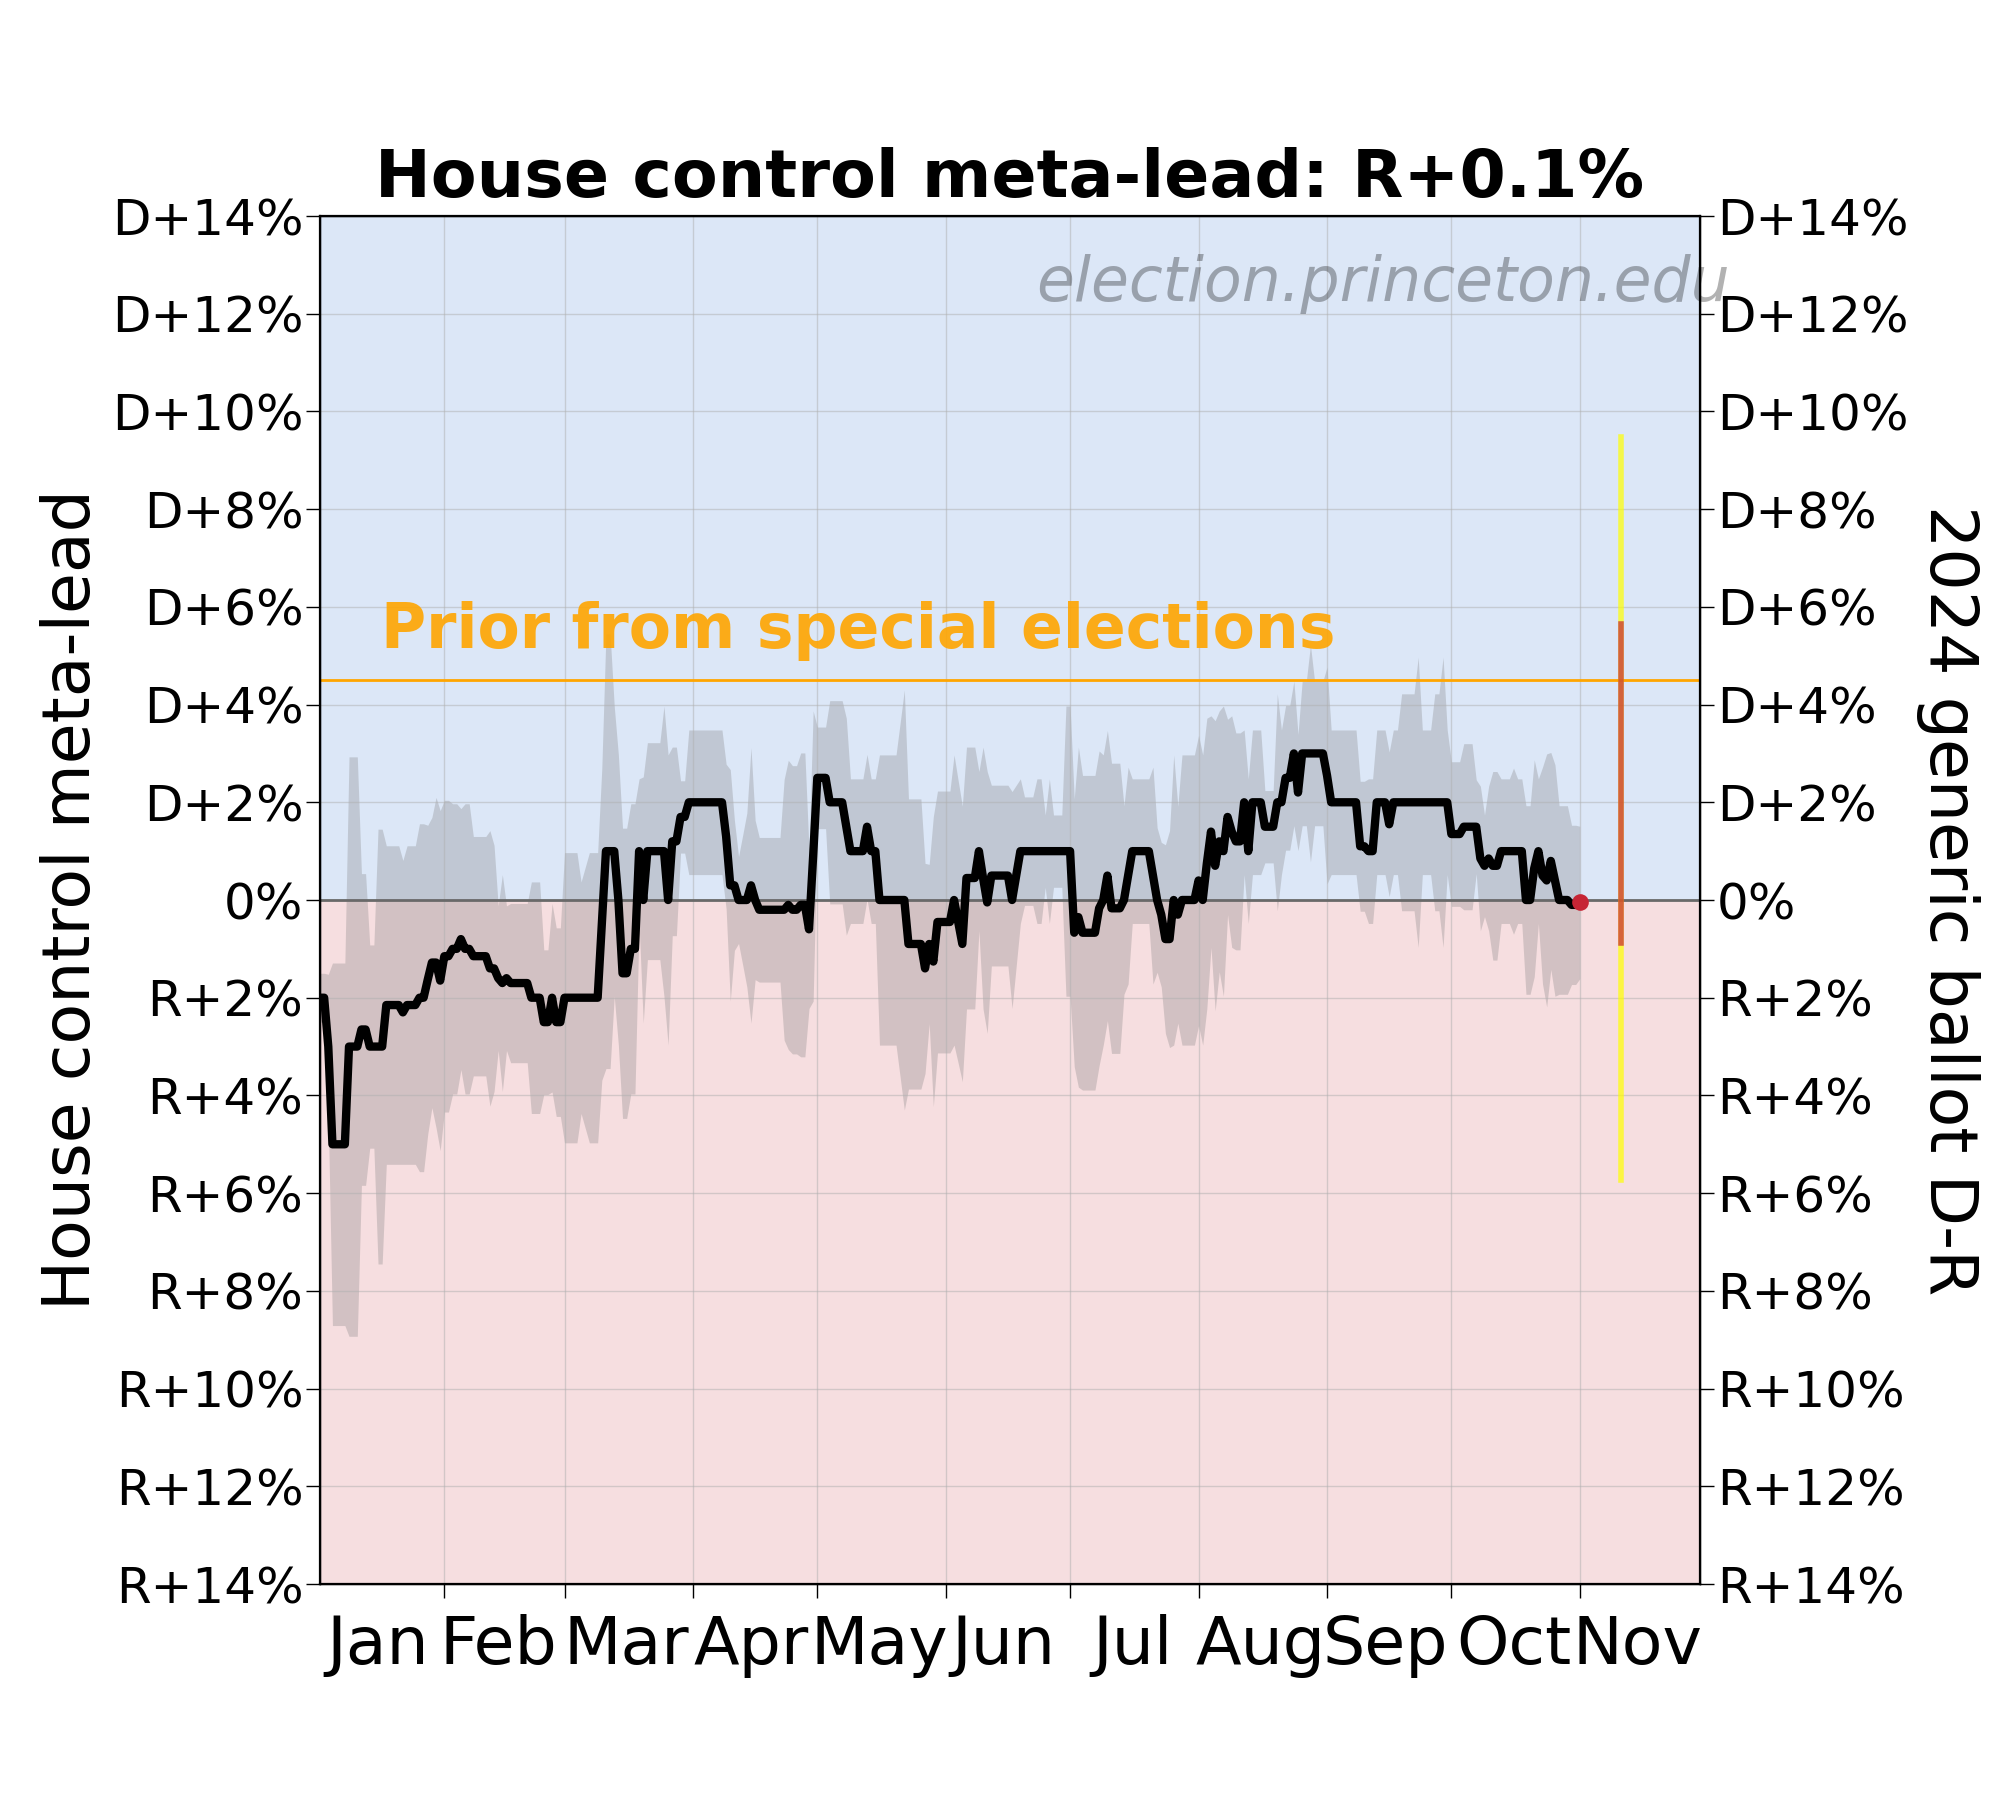 House control meta-lead: R+0.1%
election.princeton.edu
Prior from special elections
House control meta-lead
D+14%
D+12%
D+10%
D+8%
D+6%
D+4%
D+2%
0%
R+2%
R+4%
R+6%
R+8%
R+10%
R+12%
R+14%
D+14%
D+12%
D+10%
D+8%
D+6%
D+4%
D+2%
0%
R+2%
R+4%
R+6%
R+8%
R+10%
R+12%
R+14%
2024 generic ballot D-R
Jan Feb Mar Apr May Jun Jul Aug Sep Oct Nov